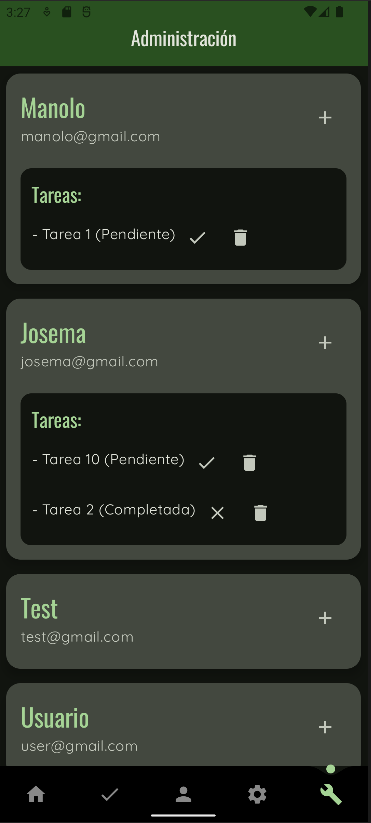 3:27
Administración
Manolo
manolo@gmail.com
Tareas:
- Tarea 1 (Pendiente)
Josema
josema@gmail.com
Tareas:
- Tarea 10 (Pendiente)
- Tarea 2 (Completada)
Test
test@gmail.com
Usuario
user@gmail.com